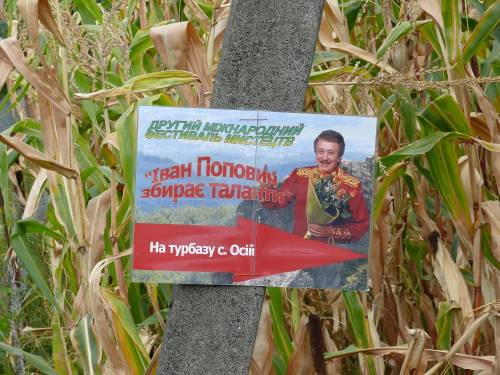 ДРУГИЙ МІЖНАРОДНИЙ
ФЕСТИВАЛЬ МИСТЕЦТВ
"Іван Попович
збирає таланти"
На турбазу с. Осій